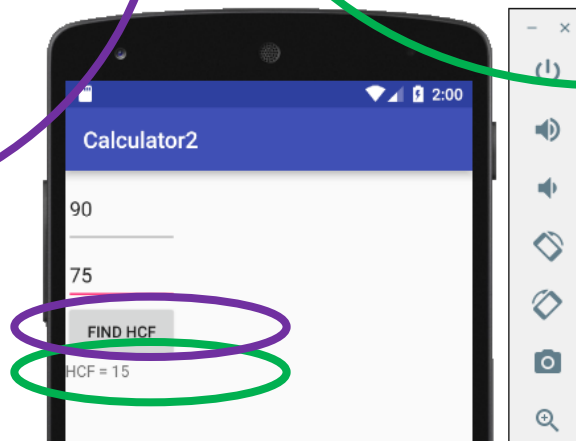 2:00
Calculator2
90
75
FIND HCF
HCF = 15